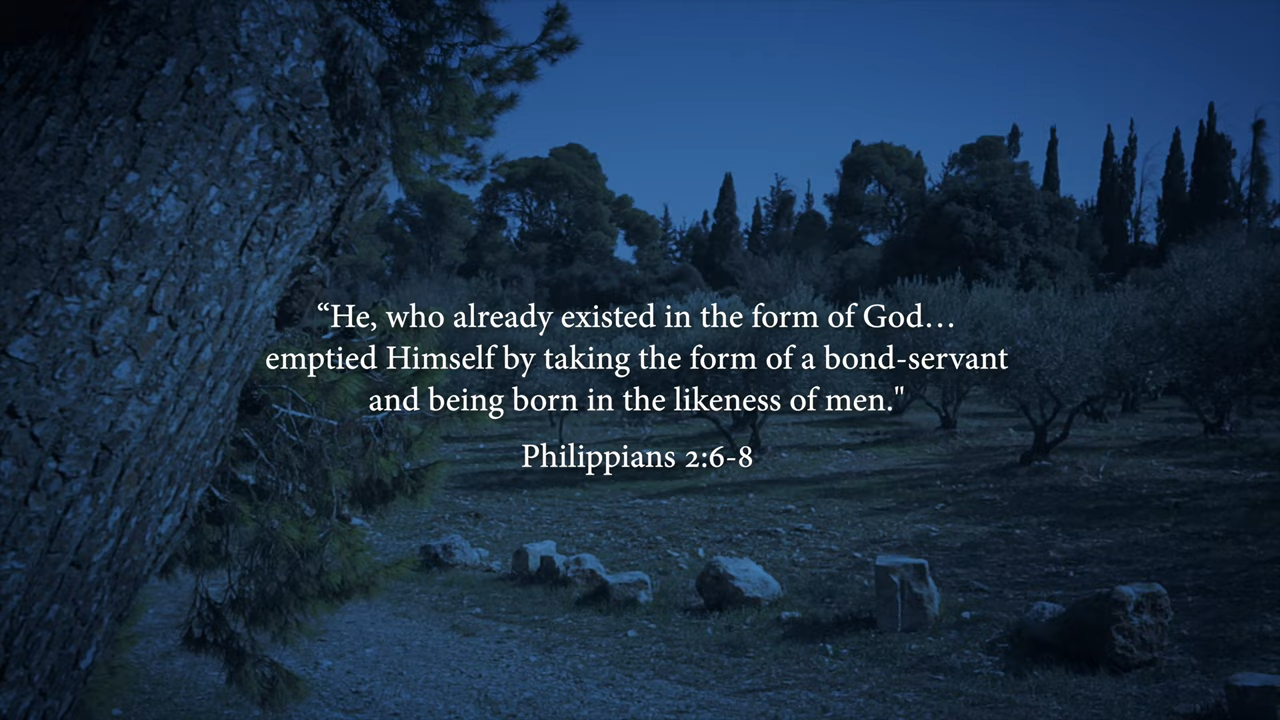 “He, who already existed in the form of God…
emptied Himself by taking the form of a bond-servant
and being born in the likeness of men."
Philippians 2:6-8